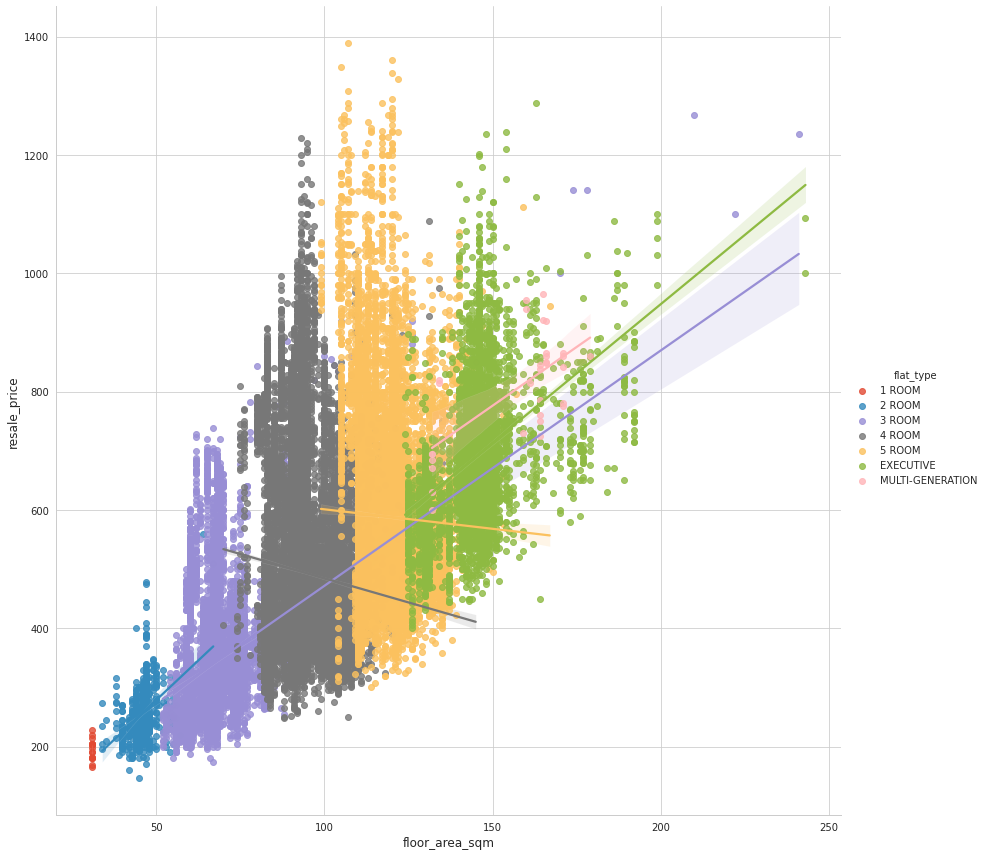 1400
1200
1000
800
600
400
200
resale_price
50
100
150
200
250
floor_area_sqm
flat_type
1 ROOM
2 ROOM
3 ROOM
4 ROOM
5 ROOM
EXECUTIVE
MULTI-GENERATION